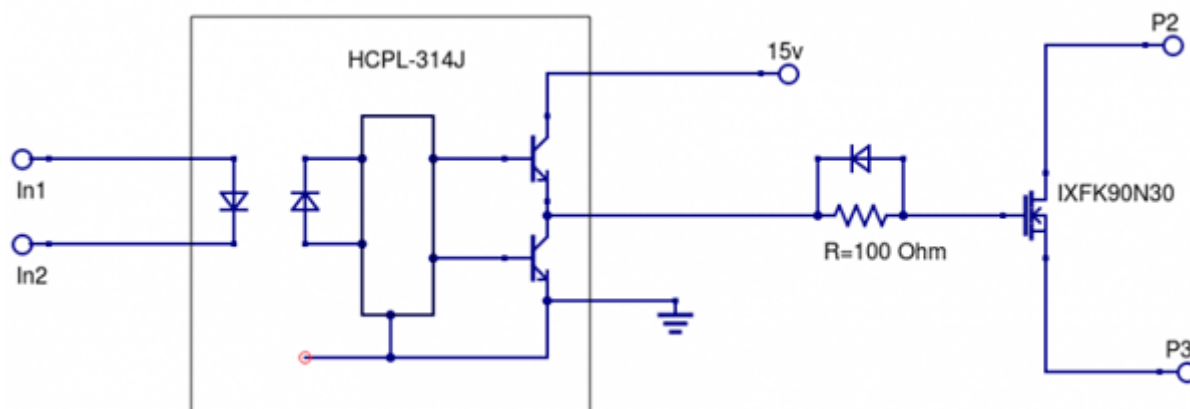 HCPL-314J
15v
P2
In1
In2
IXFK90N30
R=100 Ohm
P3